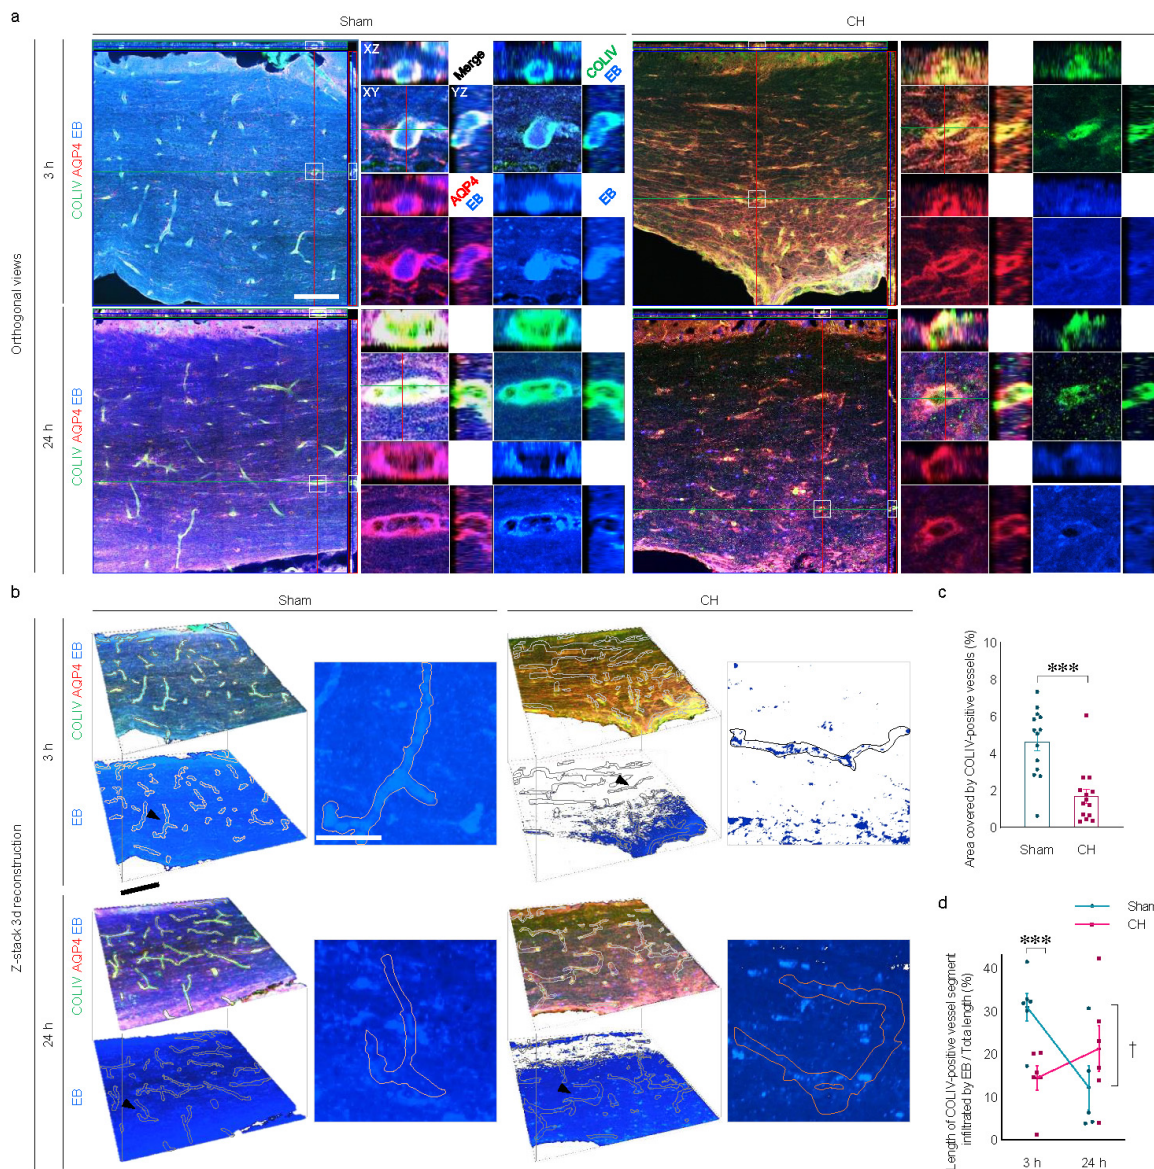 a
Sham
CH
Orthogonal views
3 h
COLIV AQP4 EB
XZ
Merge
COLIV
EB
XY
YZ
AQP4
EB
EB
24 h
COLIV AQP4 EB
b
Sham
CH
Z-stack 3d reconstruction
3 h
COLIV AQP4 EB
EB
24 h
COLIV AQP4 EB
EB
c
Area covered by COLIV-positive vessels (%)
10
8
6
4
2
0
***
Sham
CH
d
Sham
CH
Length of COLIV-positive vessel segment
infiltrated by EB / Total length (%)
40
30
20
10
0
***
†
3 h
24 h